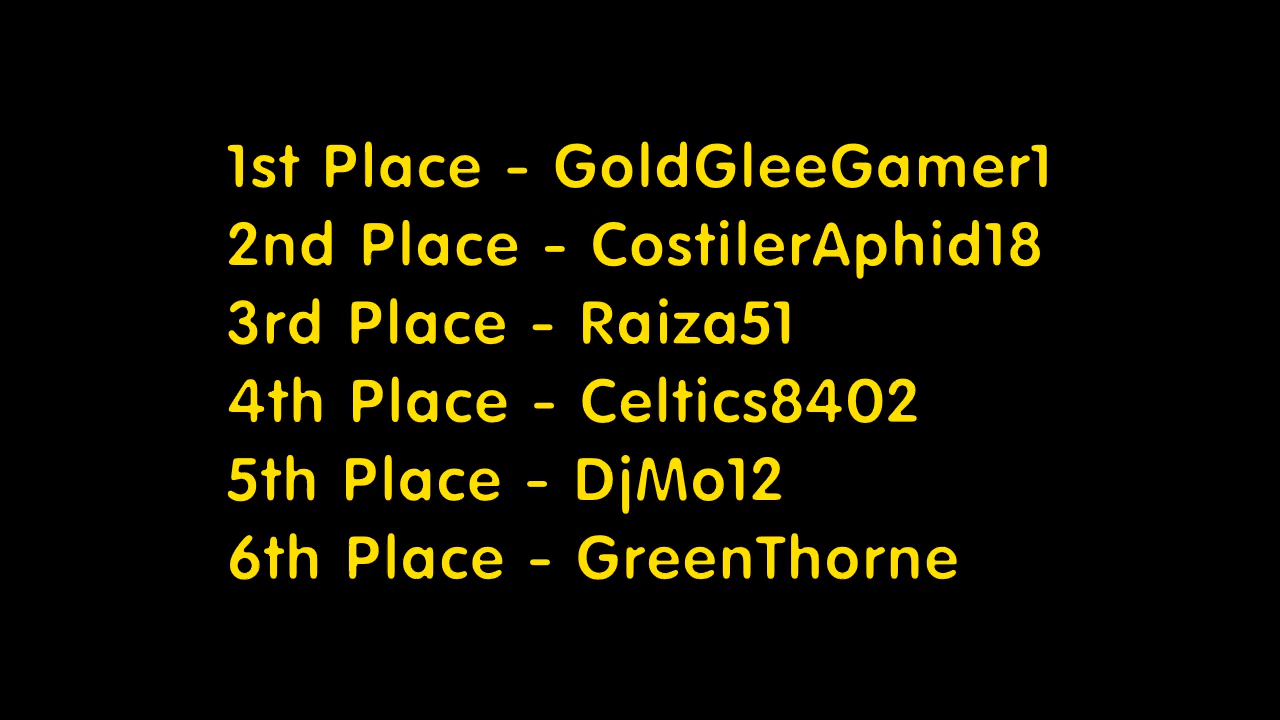 1st Place - GoldGleeGamer1
2nd Place - CostilerAphid18
3rd Place - Raiza51
4th Place - Celtics8402
5th Place - DjMo12
6th Place - GreenThorne